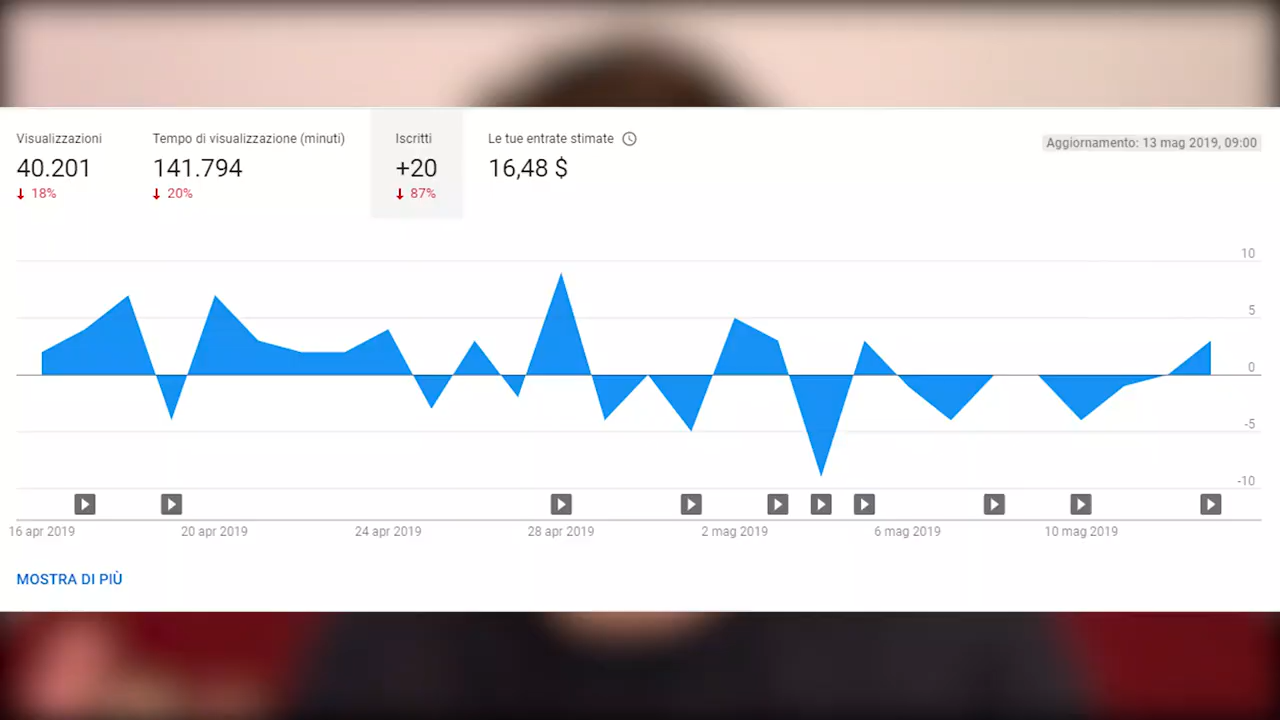 Visualizzazioni
40.201
18%
Tempo di visualizzazione (minuti)
141.794
20%
Iscritti
+20
87%
Le tue entrate stimate
16,48 $
Aggiornamento: 13 mag 2019, 09:00
10
5
0
-5
-10
16 apr 2019
20 apr 2019
24 apr 2019
28 apr 2019
2 mag 2019
6 mag 2019
10 mag 2019
MOSTRA DI PIÙ